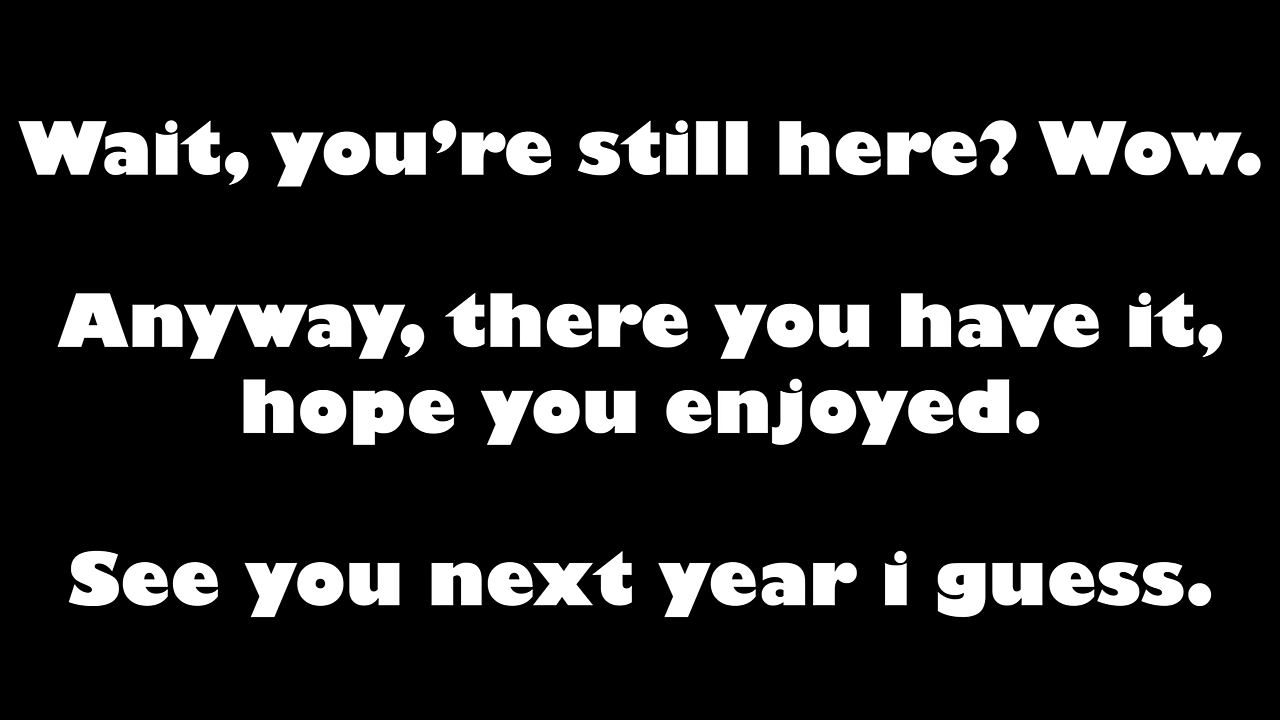 Wait, you’re still here? Wow.
Anyway, there you have it,
hope you enjoyed.
See you next year i guess.